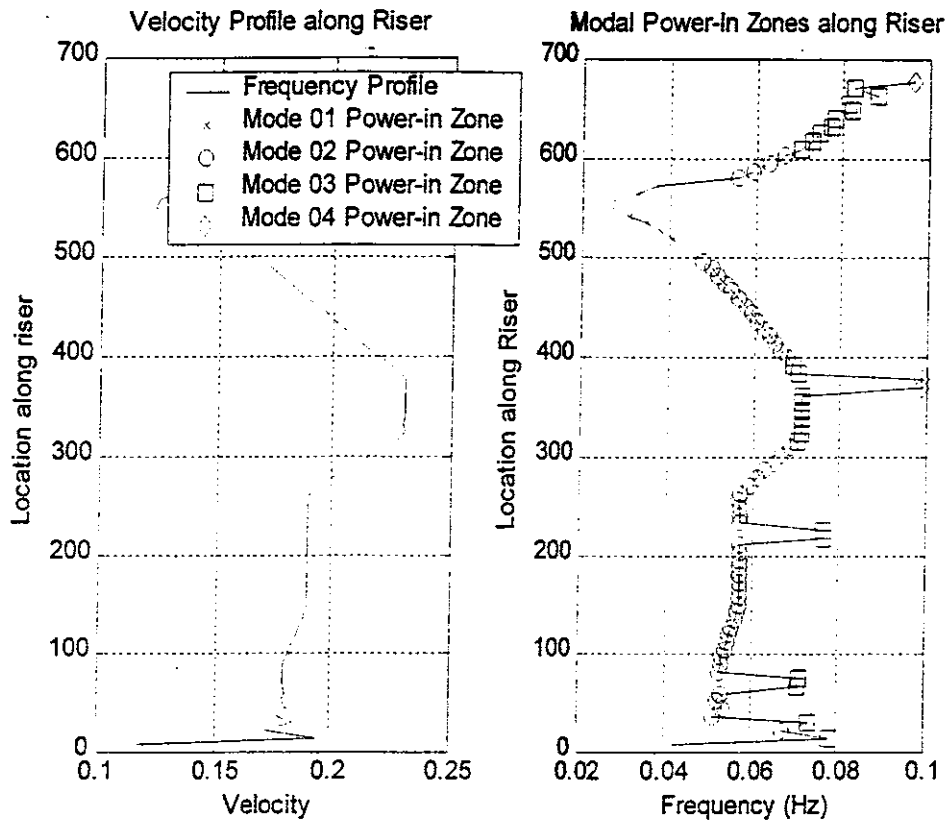 Velocity Profile along Riser
700
600
500
400
300
200
100
0
Location along riser
0.1
0.15
0.2
0.25
Velocity
Frequency Profile
Mode 01 Power-in Zone
Mode 02 Power-in Zone
Mode 03 Power-in Zone
Mode 04 Power-in Zone
Modal Power-in Zones along Riser
700
600
500
400
300
200
100
0
Location along Riser
0.02
0.04
0.06
0.08
0.1
Frequency (Hz)